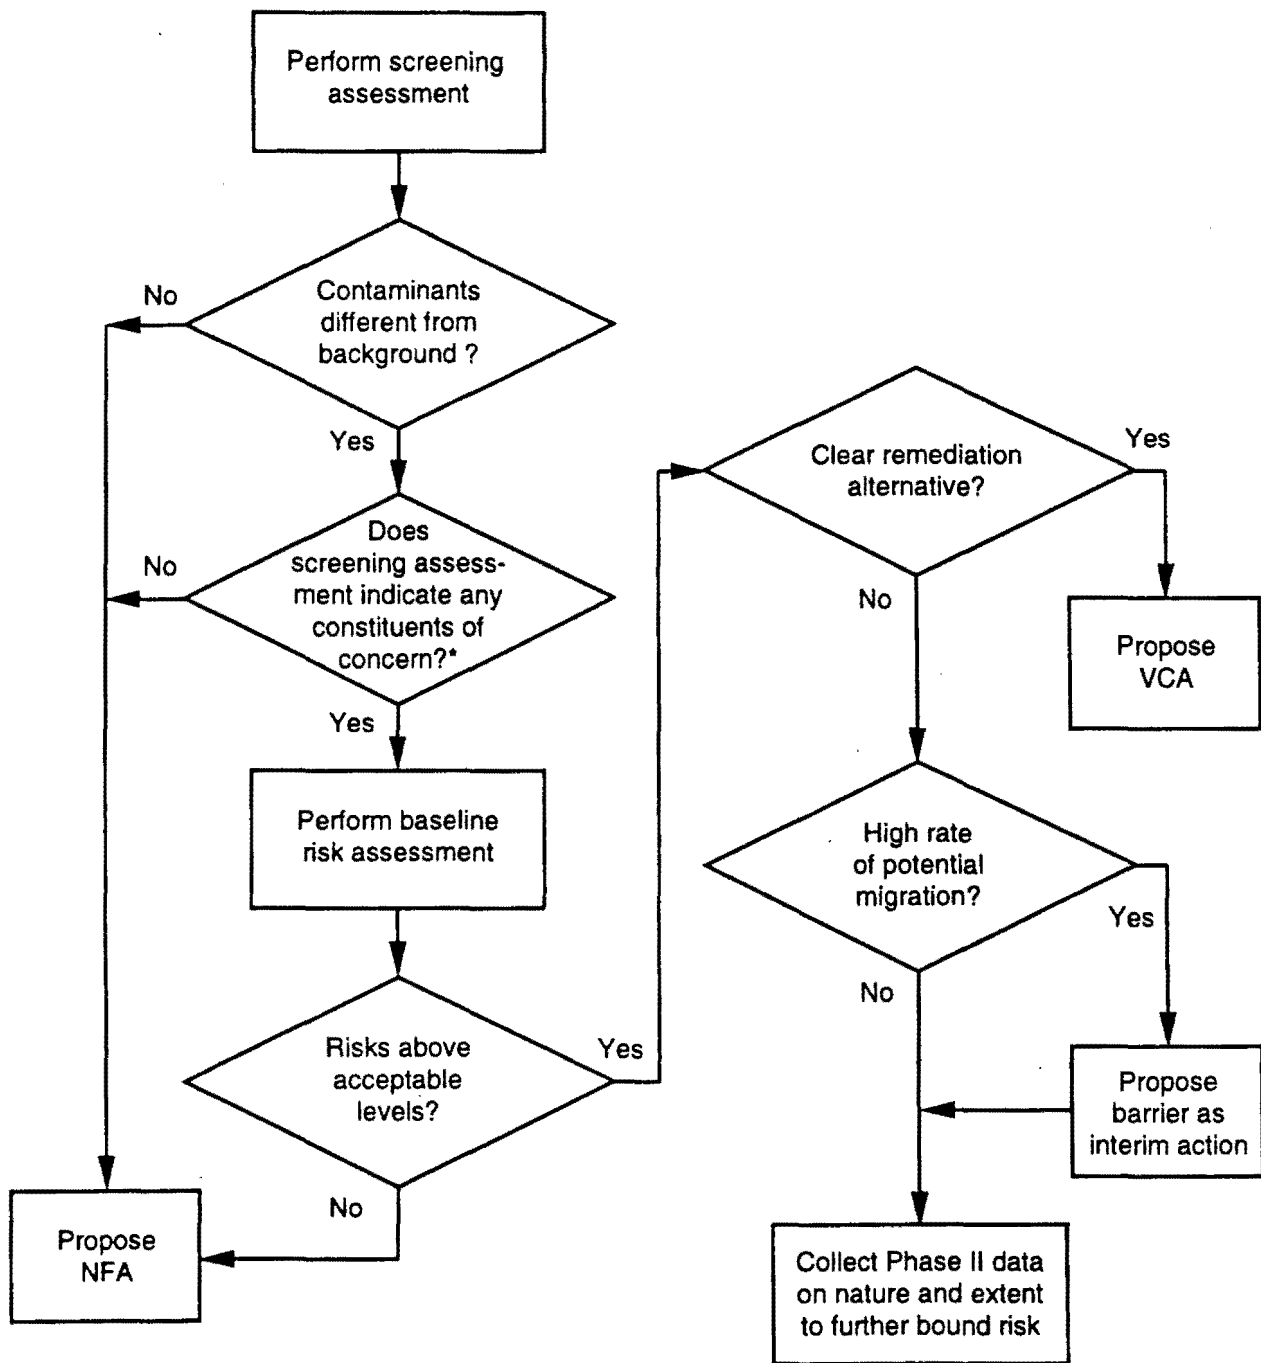 Perform screening
assessment
No
Contaminants
different from
background ?
Yes
No
Does
screening assess-
ment indicate any
constituents of
concern?*
Yes
Perform baseline
risk assessment
Risks above
acceptable
levels?
Yes
No
Propose
NFA
Clear remediation
alternative?
Yes
No
Propose
VCA
High rate
of potential
migration?
Yes
No
Propose
barrier as
interim action
Collect Phase II data
on nature and extent
to further bound risk